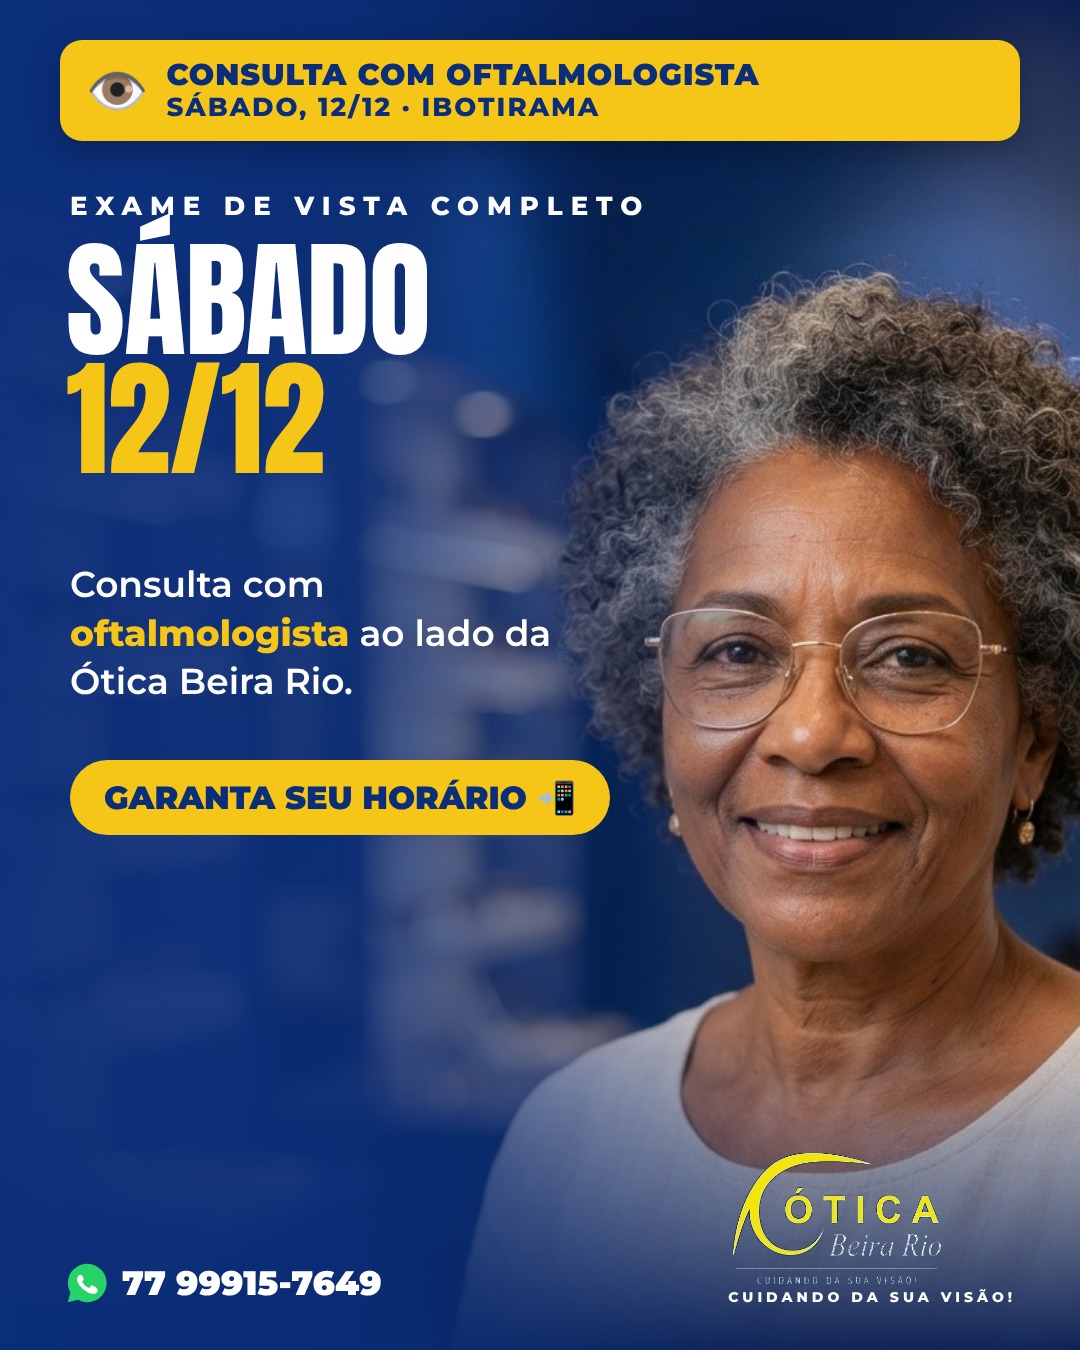 CONSULTA COM OFTALMOLOGISTA
SÁBADO, 12/12 · IBOTIRAMA
EXAME DE VISTA COMPLETO
SÁBADO
12/12
Consulta com
oftalmologista ao lado da
Ótica Beira Rio.
GARANTA SEU HORÁRIO 📲
ÓTICA
Beira Rio
CUIDANDO DA SUA VISÃO!
CUIDANDO DA SUA VISÃO!
77 99915-7649